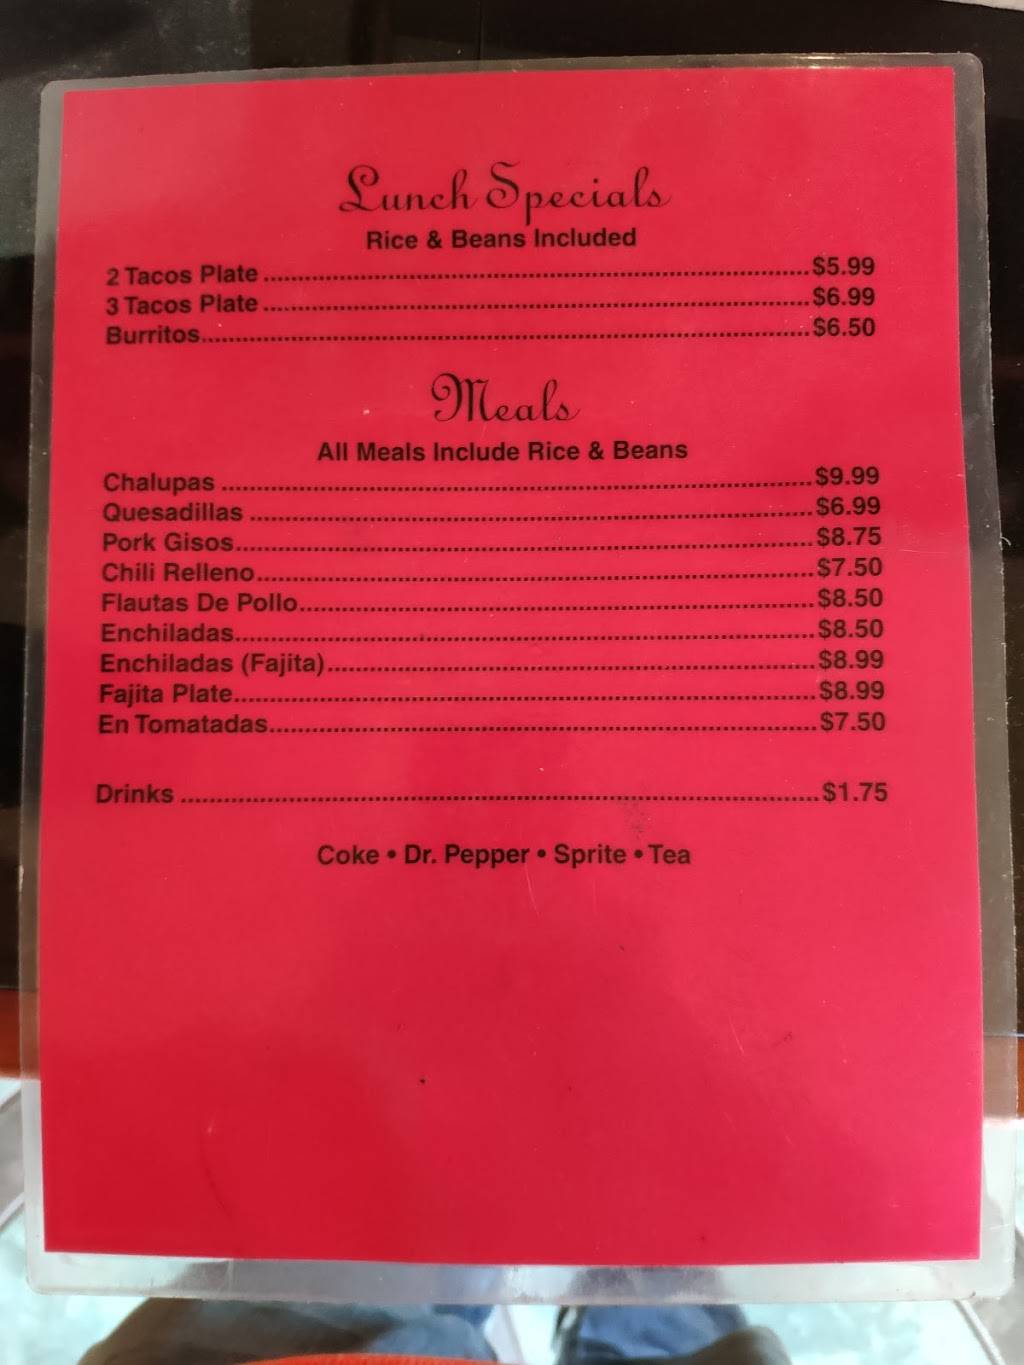 Lunch Specials
Rice & Beans Included
2 Tacos Plate ........ $5.99
3 Tacos Plate ........ $6.99
Burritos ........ $6.50
Meals
All Meals Include Rice & Beans
Chalupas ........ $9.99
Quesadillas ........ $6.99
Pork Gisos ........ $8.75
Chili Relleno ........ $7.50
Flautas De Pollo ........ $8.50
Enchiladas ........ $8.50
Enchiladas (Fajita) ........ $8.99
Fajita Plate ........ $8.99
En Tomatadas ........ $7.50
Drinks ........ $1.75
Coke • Dr. Pepper • Sprite • Tea